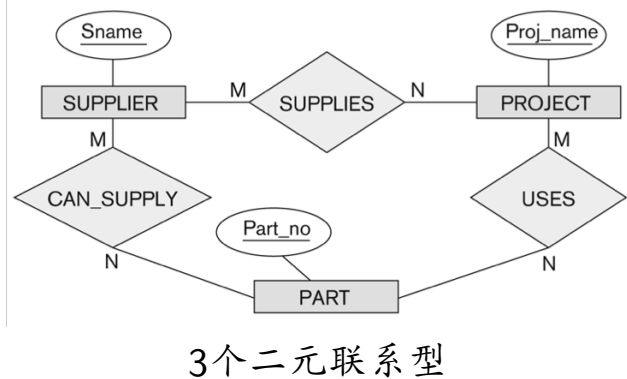 Sname
Proj_name
M
N
SUPPLIER
SUPPLIES
PROJECT
M
M
CAN_SUPPLY
USES
Part_no
N
N
PART
3个二元联系型